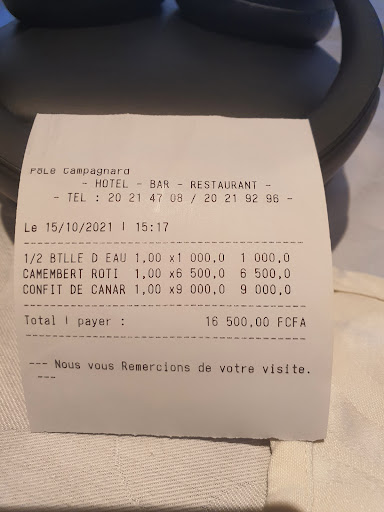 Pôle Campagnard
- HOTEL - BAR - RESTAURANT -
- TEL : 20 21 47 08 / 20 21 92 96 -
Le 15/10/2021 | 15:17
1/2 BTLLE D EAU 1,00 x1 000,0 1 000,0
CAMEMBERT ROTI 1,00 x6 500,0 6 500,0
CONFIT DE CANAR 1,00 x9 000,0 9 000,0
Total | payer : 16 500,00 FCFA
--- Nous vous Remercions de votre visite.
---